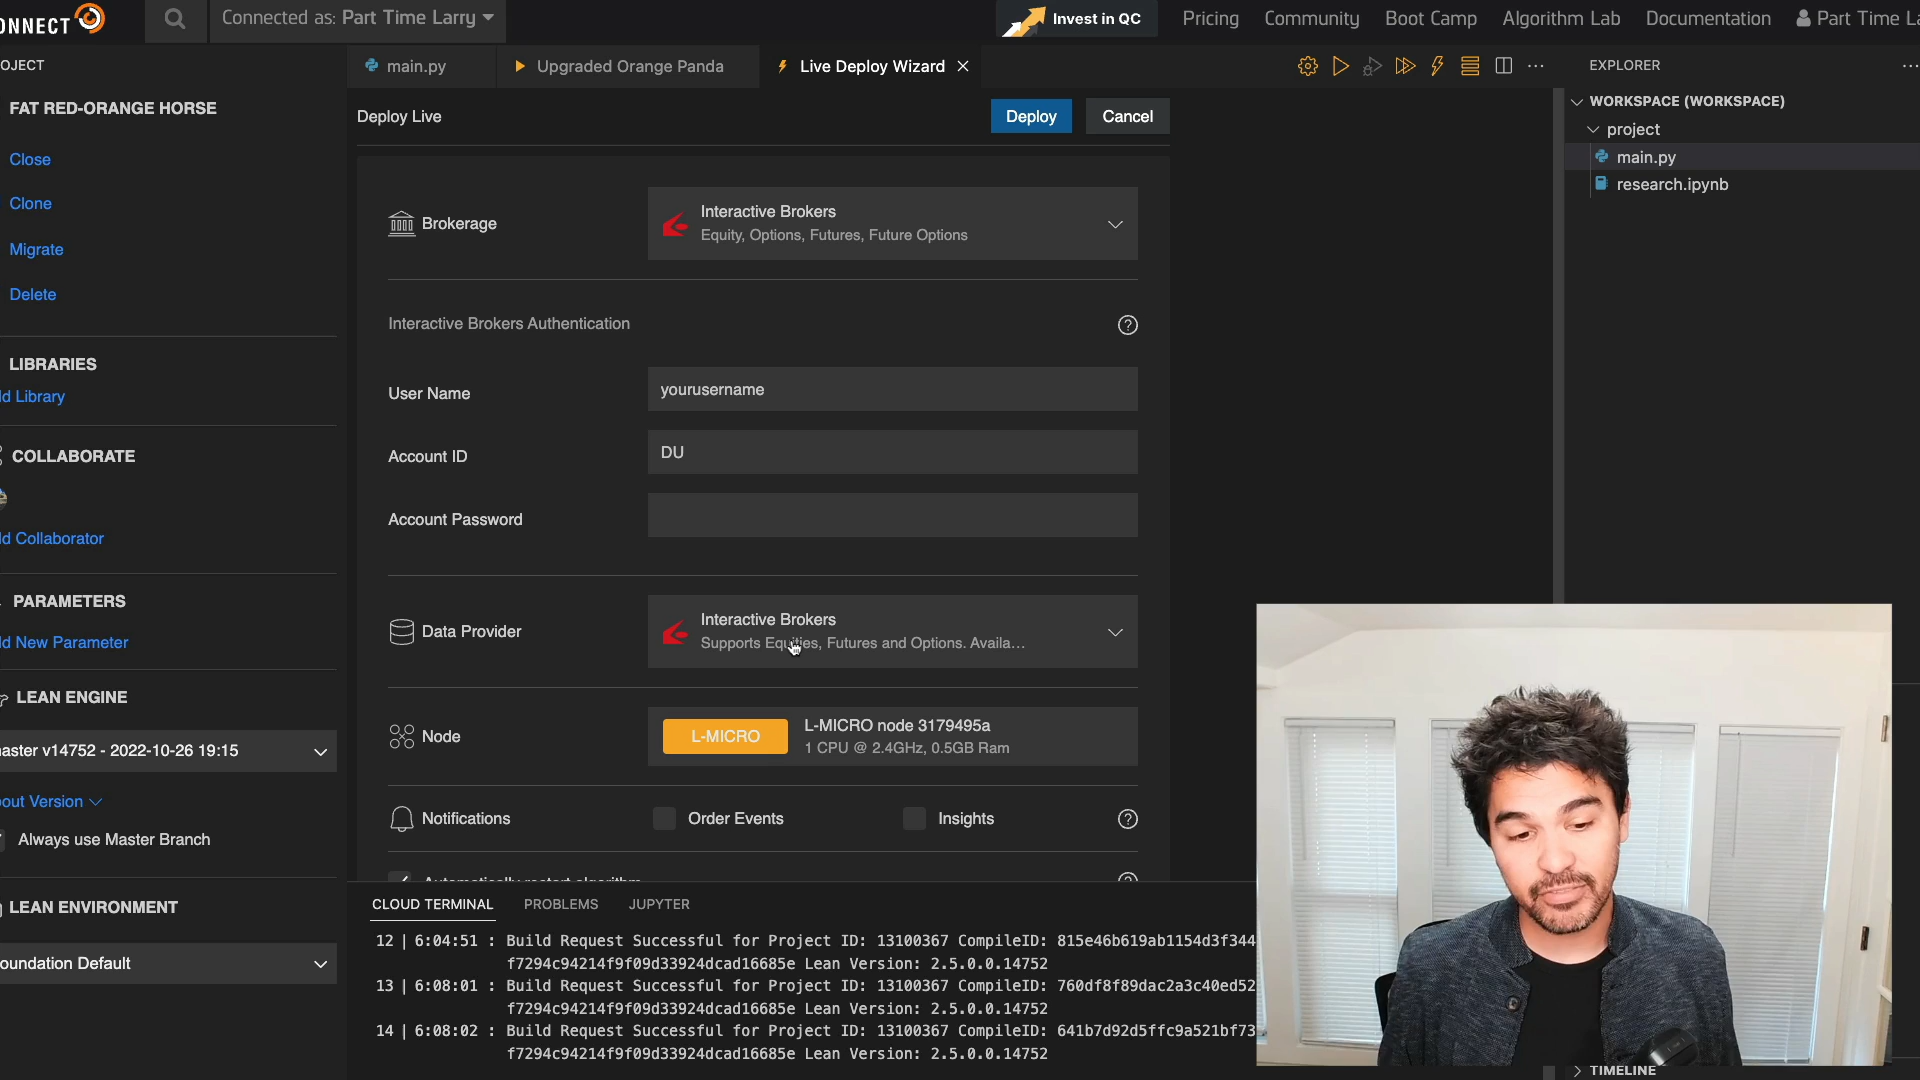 ONNECT
Connected as: Part Time Larry
Invest in QC
Pricing
Community
Boot Camp
Algorithm Lab
Documentation
Part Time La
OJECT
main.py
Upgraded Orange Panda
Live Deploy Wizard
EXPLORER
FAT RED-ORANGE HORSE
Close
Clone
Migrate
Delete
LIBRARIES
d Library
COLLABORATE
d Collaborator
PARAMETERS
d New Parameter
LEAN ENGINE
aster v14752 - 2022-10-26 19:15
out Version
Always use Master Branch
LEAN ENVIRONMENT
oundation Default
Deploy Live
Deploy
Cancel
Brokerage
Interactive Brokers
Equity, Options, Futures, Future Options
Interactive Brokers Authentication
User Name
yourusername
Account ID
DU
Account Password
Data Provider
Interactive Brokers
Supports Equities, Futures and Options. Availa...
Node
L-MICRO
L-MICRO node 3179495a
1 CPU @ 2.4GHz, 0.5GB Ram
Notifications
Order Events
Insights
Automatically restart algorithm
CLOUD TERMINAL
PROBLEMS
JUPYTER
12 | 6:04:51 : Build Request Successful for Project ID: 13100367 CompileID: 815e46b619ab1154d3f344
f7294c94214f9f09d33924dcad16685e Lean Version: 2.5.0.0.14752
13 | 6:08:01 : Build Request Successful for Project ID: 13100367 CompileID: 760df8f89dac2a3c40ed52
f7294c94214f9f09d33924dcad16685e Lean Version: 2.5.0.0.14752
14 | 6:08:02 : Build Request Successful for Project ID: 13100367 CompileID: 641b7d92d5ffc9a521bf73
f7294c94214f9f09d33924dcad16685e Lean Version: 2.5.0.0.14752
WORKSPACE (WORKSPACE)
project
main.py
research.ipynb
TIMELINE